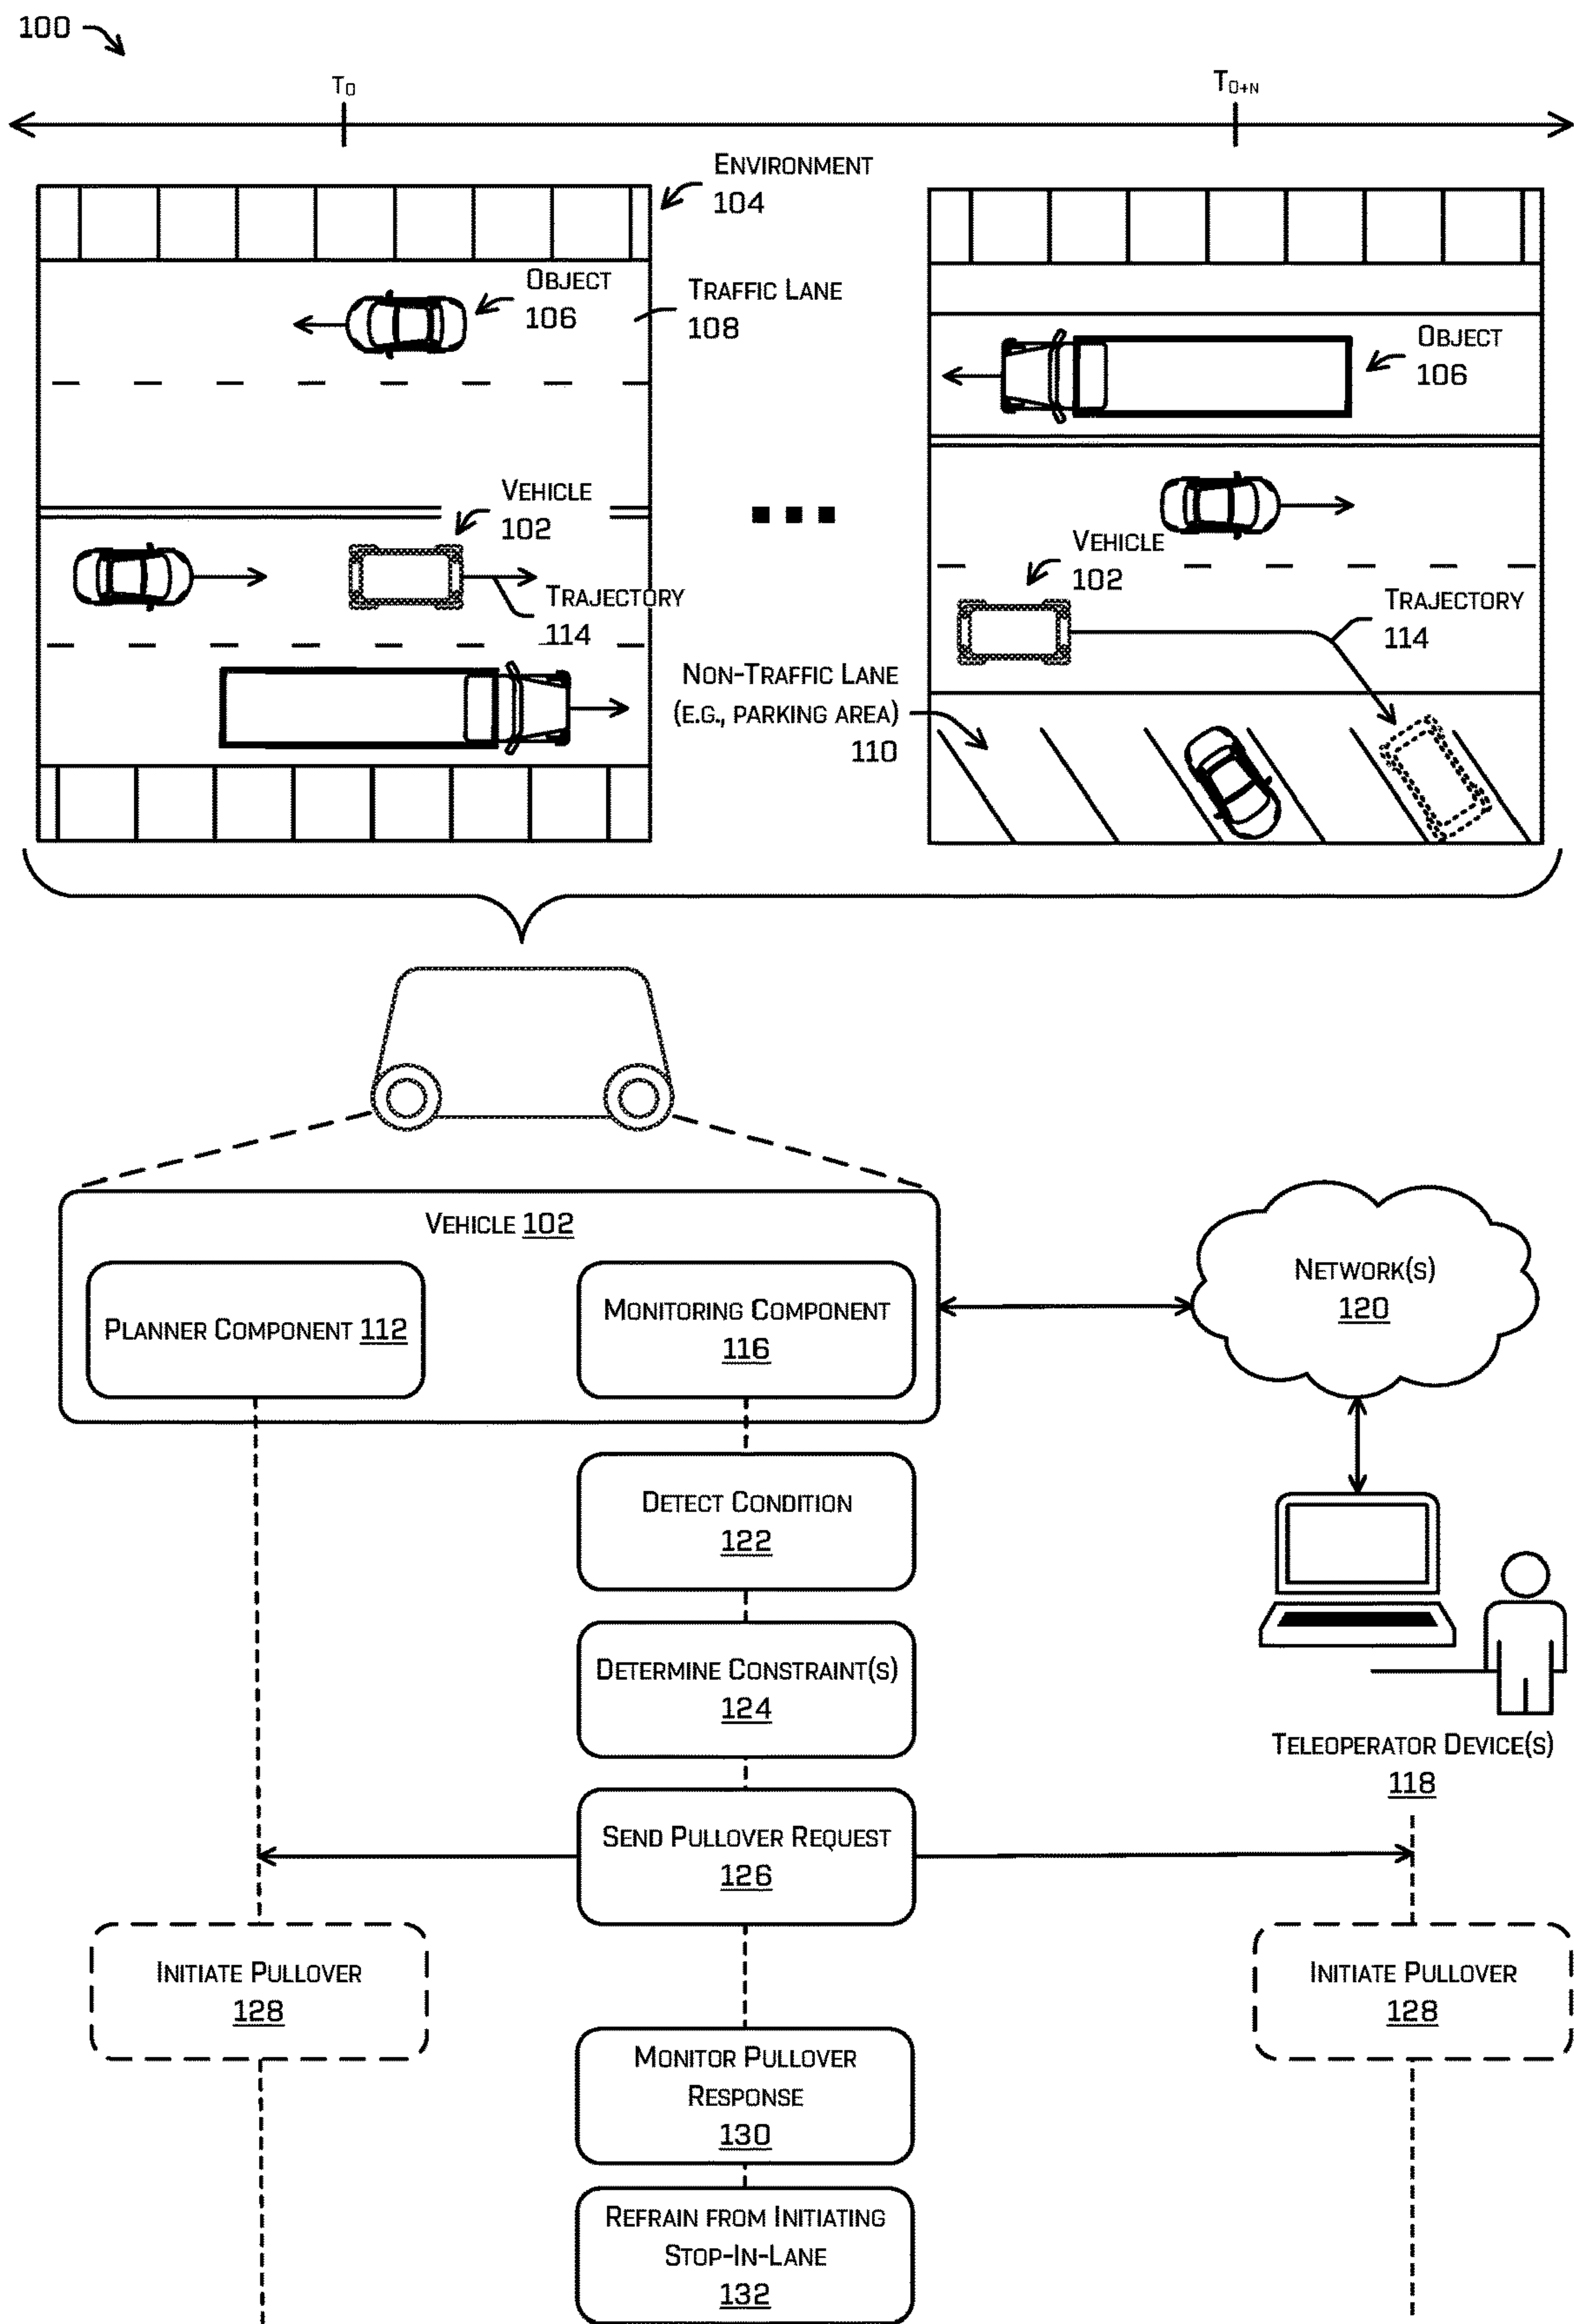 100
T0
T0+N
ENVIRONMENT
104
OBJECT
106
TRAFFIC LANE
108
OBJECT
106
VEHICLE
102
TRAJECTORY
114
VEHICLE
102
TRAJECTORY
114
NON-TRAFFIC LANE
(E.G., PARKING AREA)
110
VEHICLE 102
PLANNER COMPONENT 112
MONITORING COMPONENT
116
NETWORK(S)
120
DETECT CONDITION
122
DETERMINE CONSTRAINT(S)
124
TELEOPERATOR DEVICE(S)
118
SEND PULLOVER REQUEST
126
INITIATE PULLOVER
128
INITIATE PULLOVER
128
MONITOR PULLOVER
RESPONSE
130
REFRAIN FROM INITIATING
STOP-IN-LANE
132